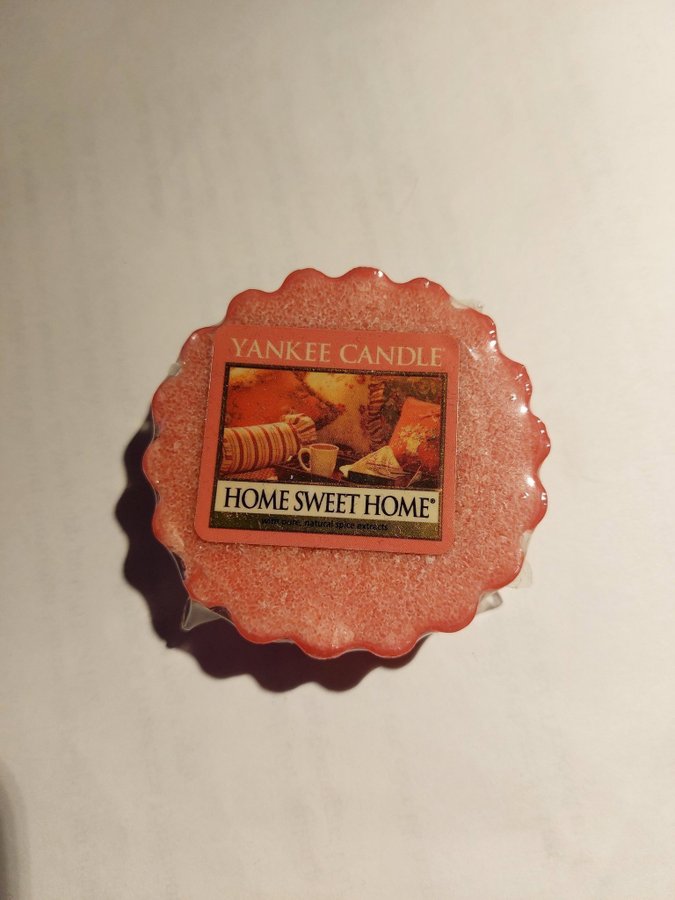 YANKEE CANDLE
HOME SWEET HOME®
with pure, natural spice extracts